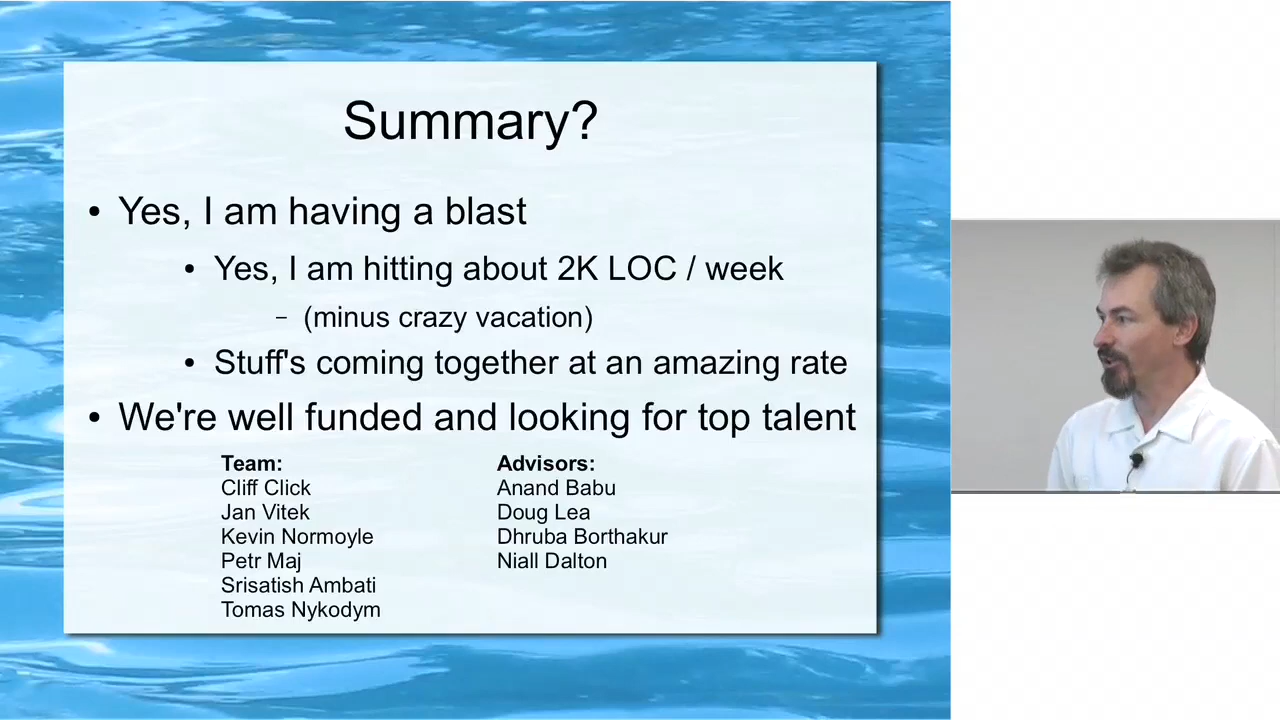 Summary?
• Yes, I am having a blast
• Yes, I am hitting about 2K LOC / week
– (minus crazy vacation)
• Stuff's coming together at an amazing rate
• We're well funded and looking for top talent
Team:
Cliff Click
Jan Vitek
Kevin Normoyle
Petr Maj
Srisatish Ambati
Tomas Nykodym
Advisors:
Anand Babu
Doug Lea
Dhruba Borthakur
Niall Dalton